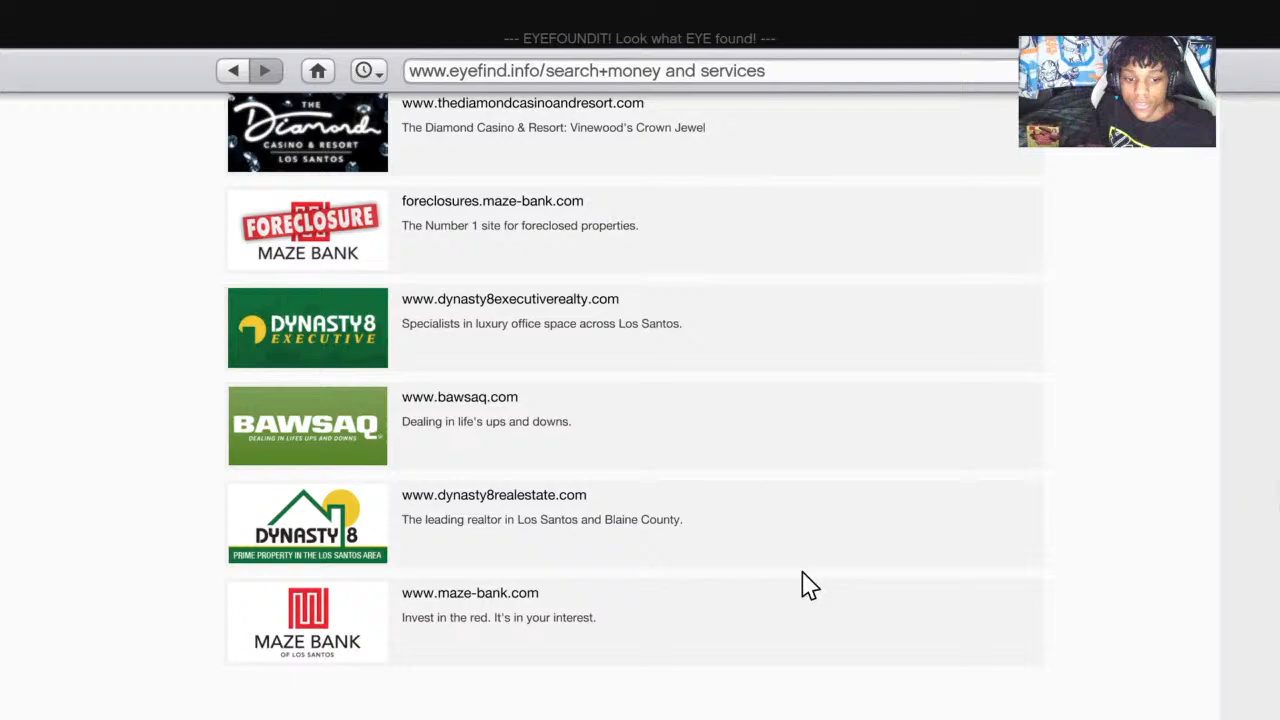 --- EYEFOUNDIT! Look what EYE found! ---
www.eyefind.info/search+money and services
THE
Diamond
CASINO & RESORT
LOS SANTOS
www.thediamondcasinoandresort.com
The Diamond Casino & Resort: Vinewood's Crown Jewel
FORECLOSURE
MAZE BANK
foreclosures.maze-bank.com
The Number 1 site for foreclosed properties.
DYNASTY8
EXECUTIVE
www.dynasty8executiverealty.com
Specialists in luxury office space across Los Santos.
BAWSAQ
DEALING IN LIFES UPS AND DOWNS
www.bawsaq.com
Dealing in life's ups and downs.
DYNASTY 8
PRIME PROPERTY IN THE LOS SANTOS AREA
www.dynasty8realestate.com
The leading realtor in Los Santos and Blaine County.
MAZE BANK
OF LOS SANTOS
www.maze-bank.com
Invest in the red. It's in your interest.